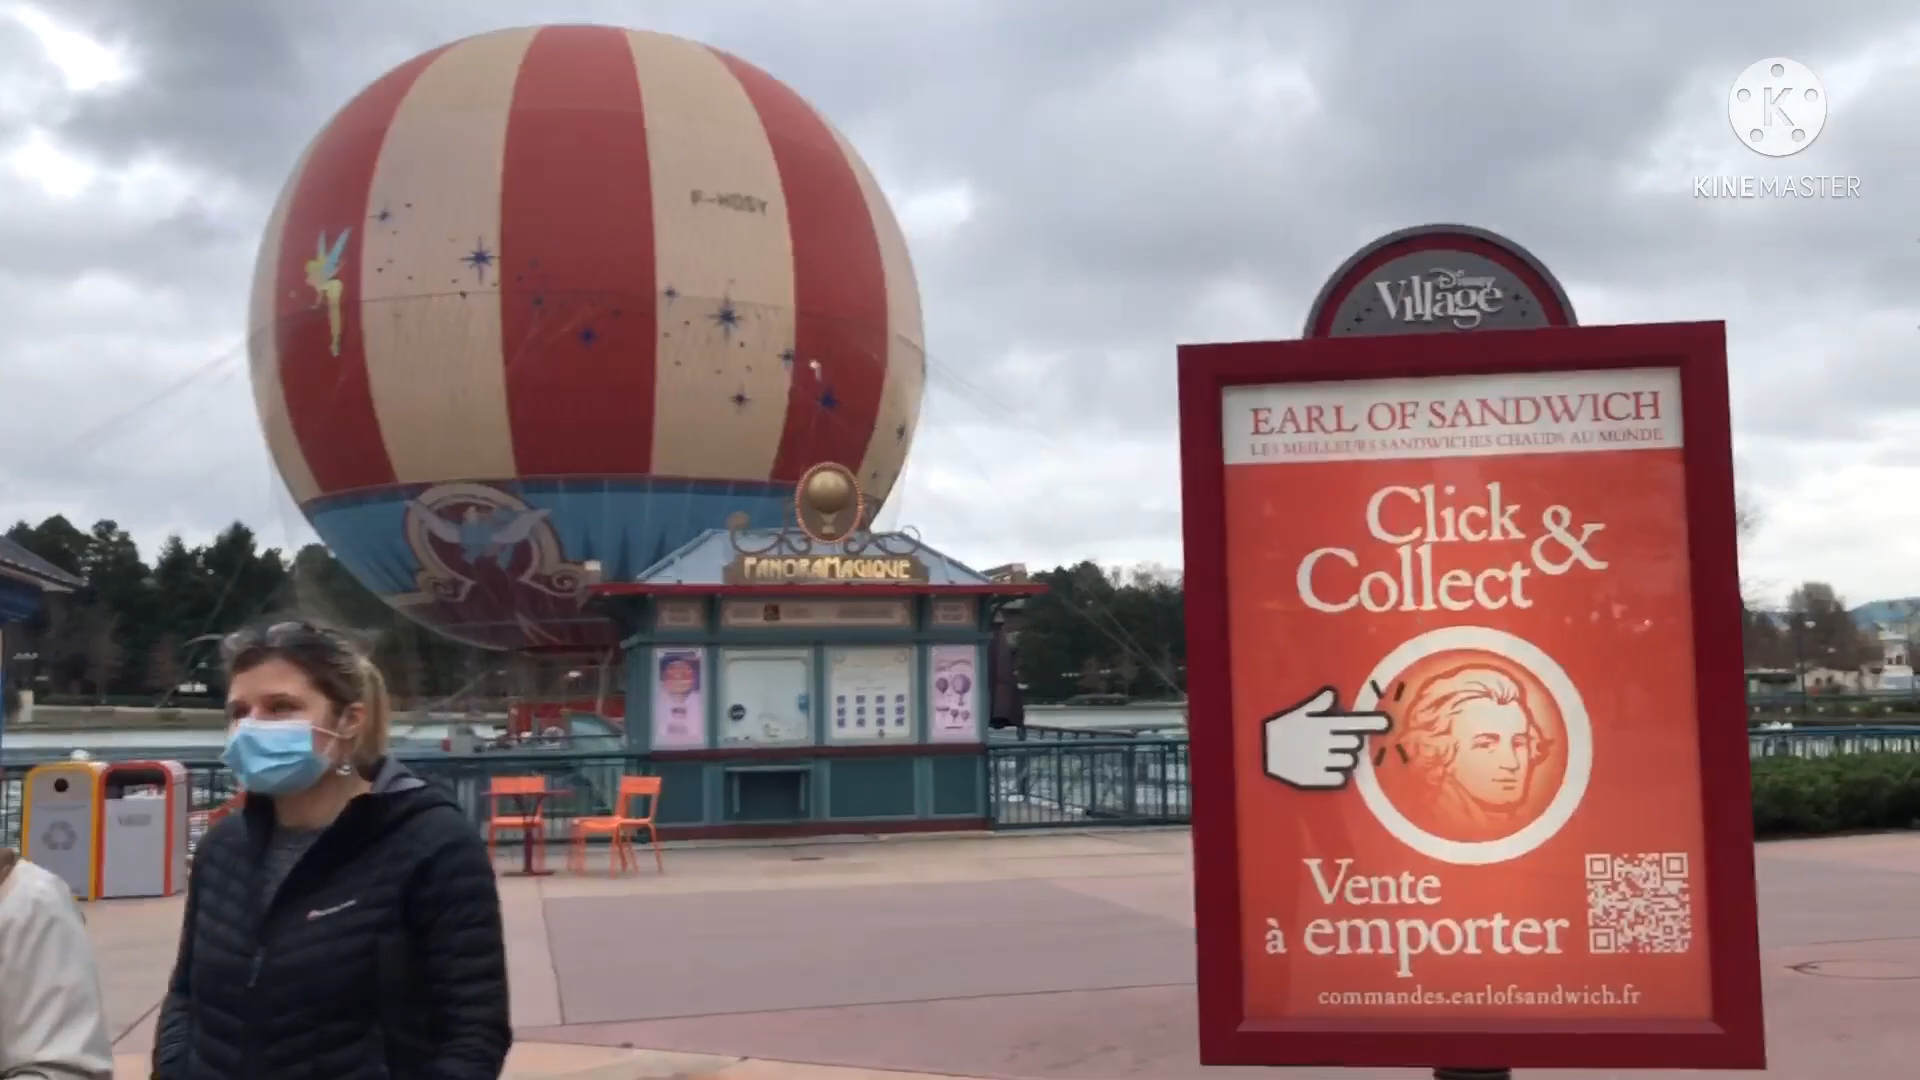 F-HOSY
KINEMASTER
Disney
Village
EARL OF SANDWICH
LES MEILLEURS SANDWICHES CHAUDS AU MONDE
Click &
Collect
PANORAMAGIQUE
Vente
à emporter
commandes.earlofsandwich.fr